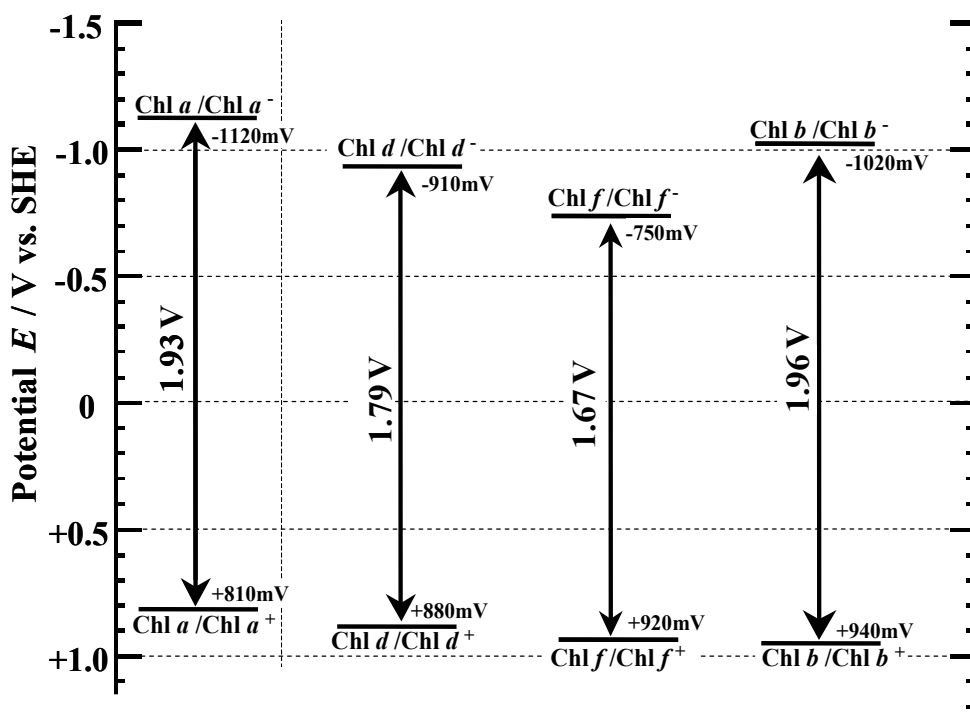 Potential E / V vs. SHE
-1.5
-1.0
-0.5
0
+0.5
+1.0
Chl a /Chl a -
-1120mV
1.93 V
+810mV
Chl a /Chl a +
Chl d /Chl d -
-910mV
1.79 V
+880mV
Chl d /Chl d +
Chl f /Chl f -
-750mV
1.67 V
+920mV
Chl f /Chl f +
Chl b /Chl b -
-1020mV
1.96 V
+940mV
Chl b /Chl b +